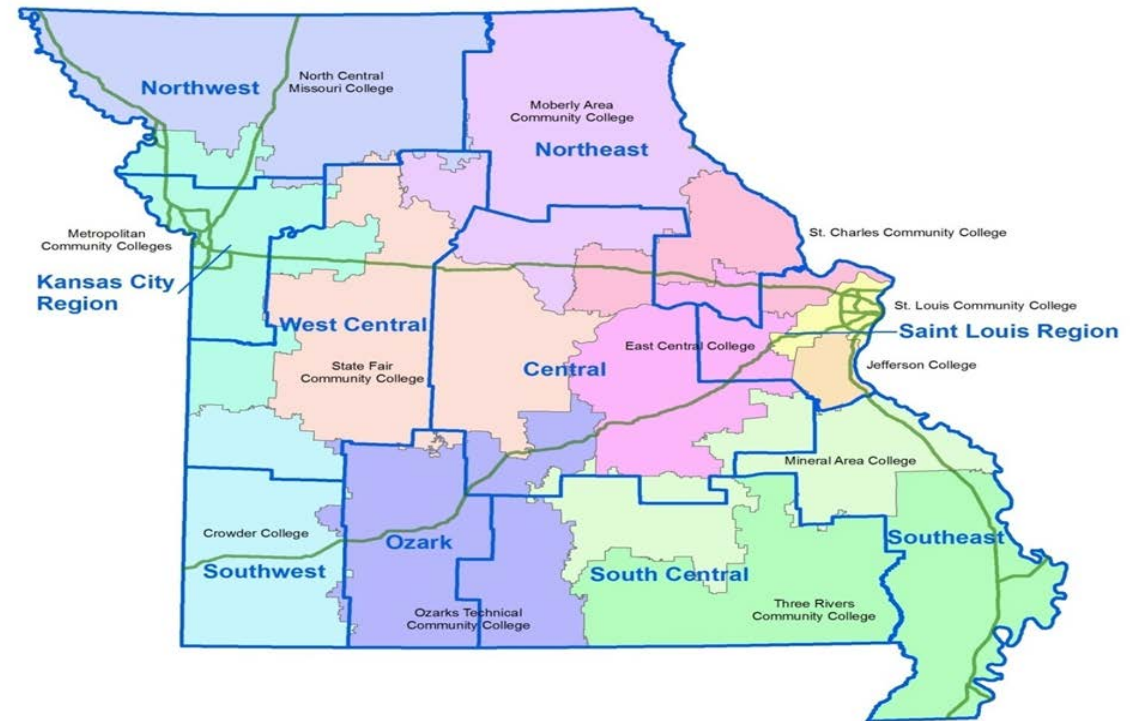 North Central
Missouri College
Northwest
Moberly Area
Community College
Northeast
Metropolitan
Community Colleges
St. Charles Community College
Kansas City
Region
St. Louis Community College
West Central
Saint Louis Region
East Central College
State Fair
Community College
Central
Jefferson College
Mineral Area College
Crowder College
Ozark
Southeast
Southwest
South Central
Ozarks Technical
Community College
Three Rivers
Community College